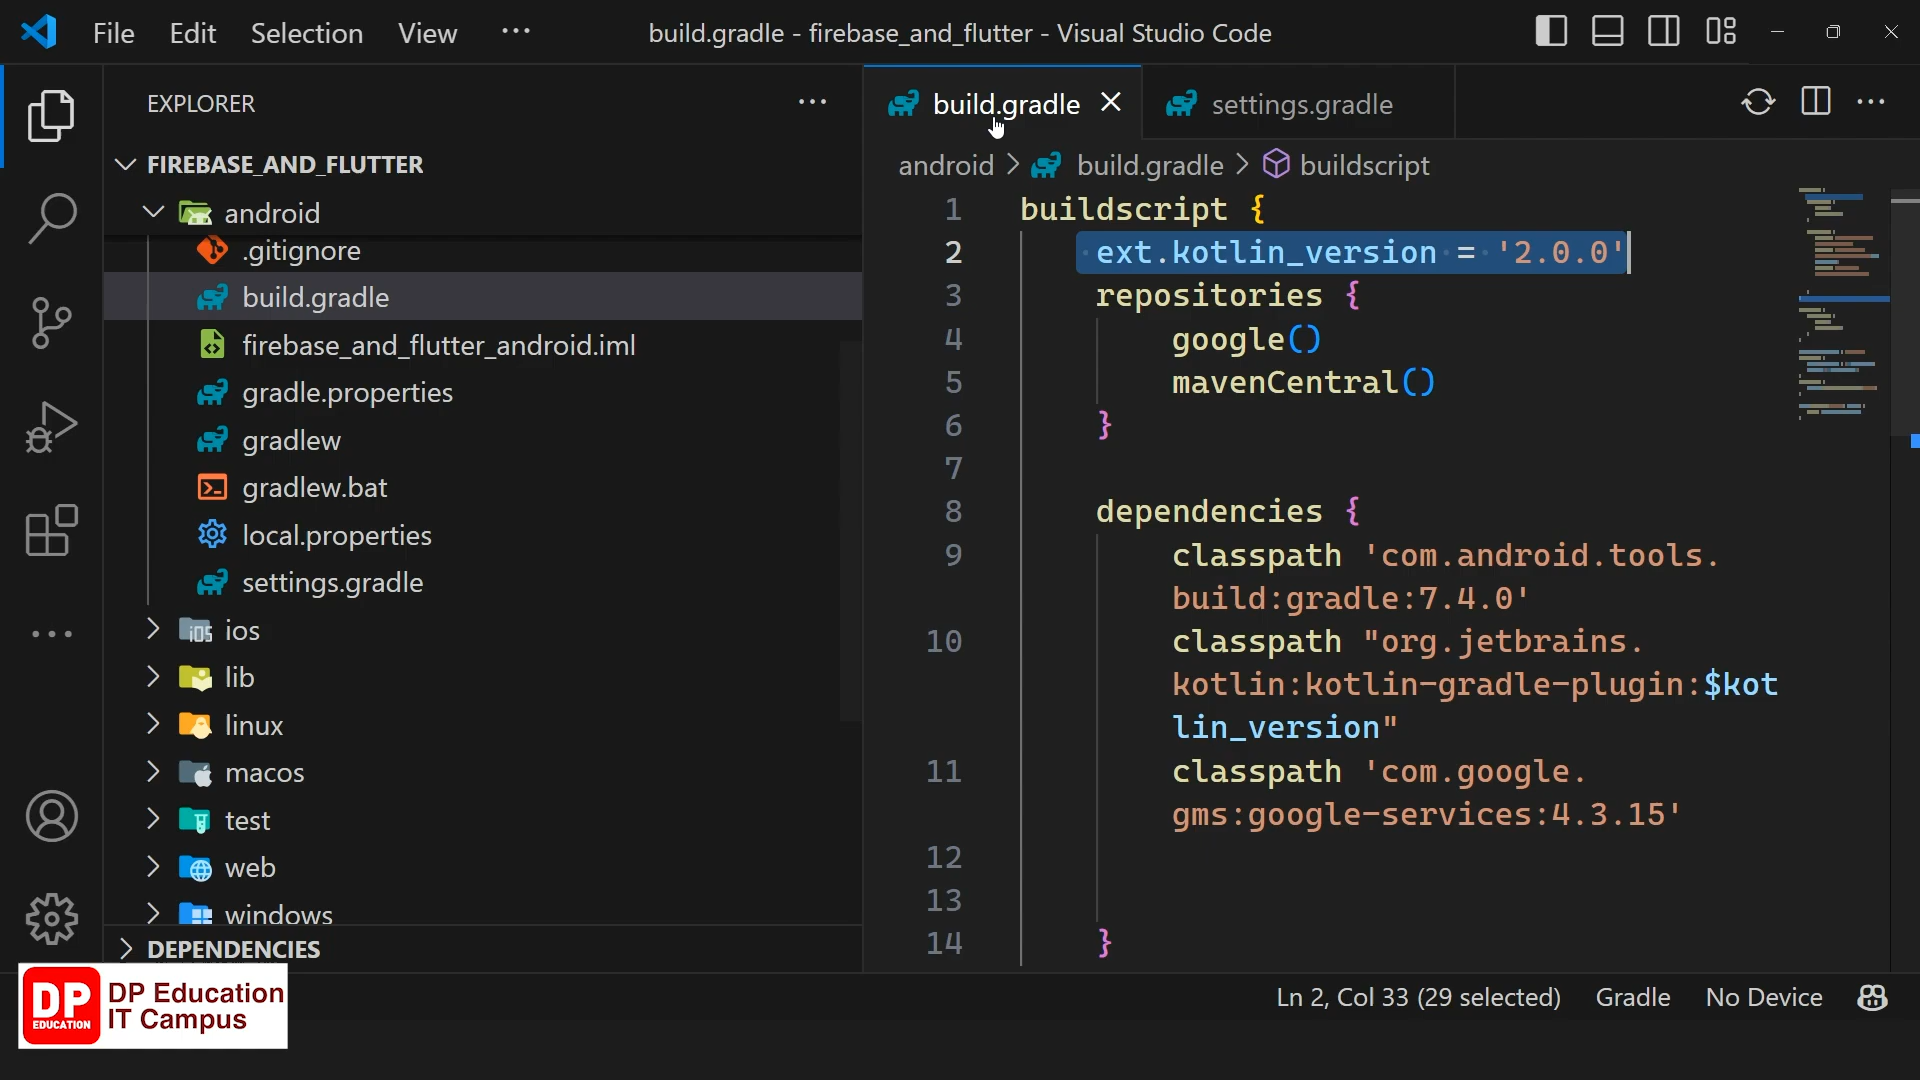 File Edit Selection View ···
build.gradle - firebase_and_flutter - Visual Studio Code
EXPLORER
FIREBASE_AND_FLUTTER
android
.gitignore
build.gradle
firebase_and_flutter_android.iml
gradle.properties
gradlew
gradlew.bat
local.properties
settings.gradle
ios
lib
linux
macos
test
web
windows
DEPENDENCIES
build.gradle
settings.gradle
android > build.gradle > buildscript
1 buildscript {
2 ext.kotlin_version = '2.0.0'
3 repositories {
4 google()
5 mavenCentral()
6 }
7
8 dependencies {
9 classpath 'com.android.tools.
build:gradle:7.4.0'
10 classpath "org.jetbrains.
kotlin:kotlin-gradle-plugin:$kot
lin_version"
11 classpath 'com.google.
gms:google-services:4.3.15'
12
13
14 }
Ln 2, Col 33 (29 selected) Gradle No Device
DP
EDUCATION
DP Education
IT Campus